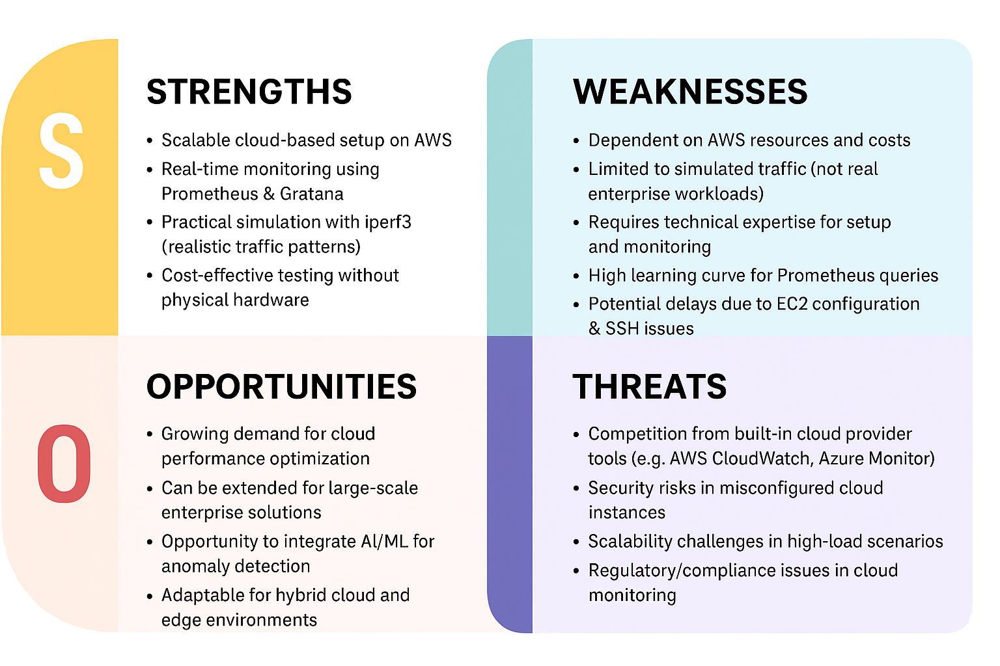 S
STRENGTHS
• Scalable cloud-based setup on AWS
• Real-time monitoring using
Prometheus & Gratana
• Practical simulation with iperf3
(realistic traffic patterns)
• Cost-effective testing without
physical hardware
WEAKNESSES
• Dependent on AWS resources and costs
• Limited to simulated traffic (not real
enterprise workloads)
• Requires technical expertise for setup
and monitoring
• High learning curve for Prometheus queries
• Potential delays due to EC2 configuration
& SSH issues
O
OPPORTUNITIES
• Growing demand for cloud
performance optimization
• Can be extended for large-scale
enterprise solutions
• Opportunity to integrate Al/ML for
anomaly detection
• Adaptable for hybrid cloud and
edge environments
THREATS
• Competition from built-in cloud provider
tools (e.g. AWS CloudWatch, Azure Monitor)
• Security risks in misconfigured cloud
instances
• Scalability challenges in high-load scenarios
• Regulatory/compliance issues in cloud
monitoring